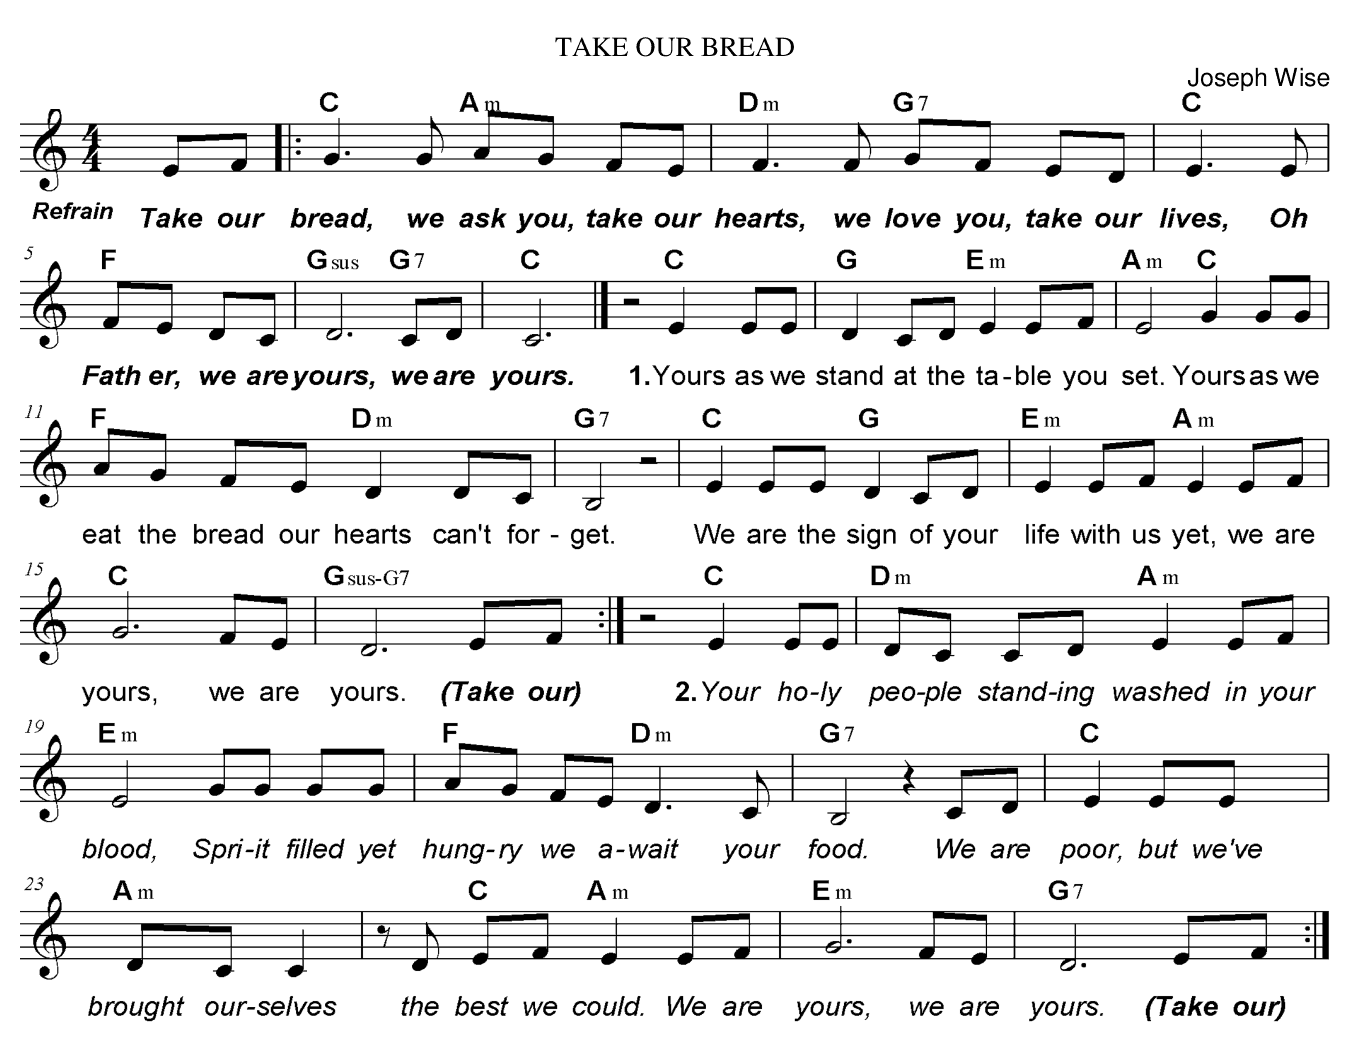 TAKE OUR BREAD
Joseph Wise
C Am Dm G7 C
4 4
Refrain Take our bread, we ask you, take our hearts, we love you, take our lives, Oh
5 F Gsus G7 C C G Em Am C
Father, we are yours, we are yours. 1.Yours as we stand at the ta-ble you set. Yours as we
11 F Dm G7 C G Em Am
eat the bread our hearts can't for - get. We are the sign of your life with us yet, we are
15 C Gsus-G7 C Dm Am
yours, we are yours. (Take our) 2.Your ho-ly peo-ple stand-ing washed in your
19 Em F Dm G7 C
blood, Spri-it filled yet hung-ry we a-wait your food. We are poor, but we've
23 Am C Am Em G7
brought our-selves the best we could. We are yours, we are yours. (Take our)